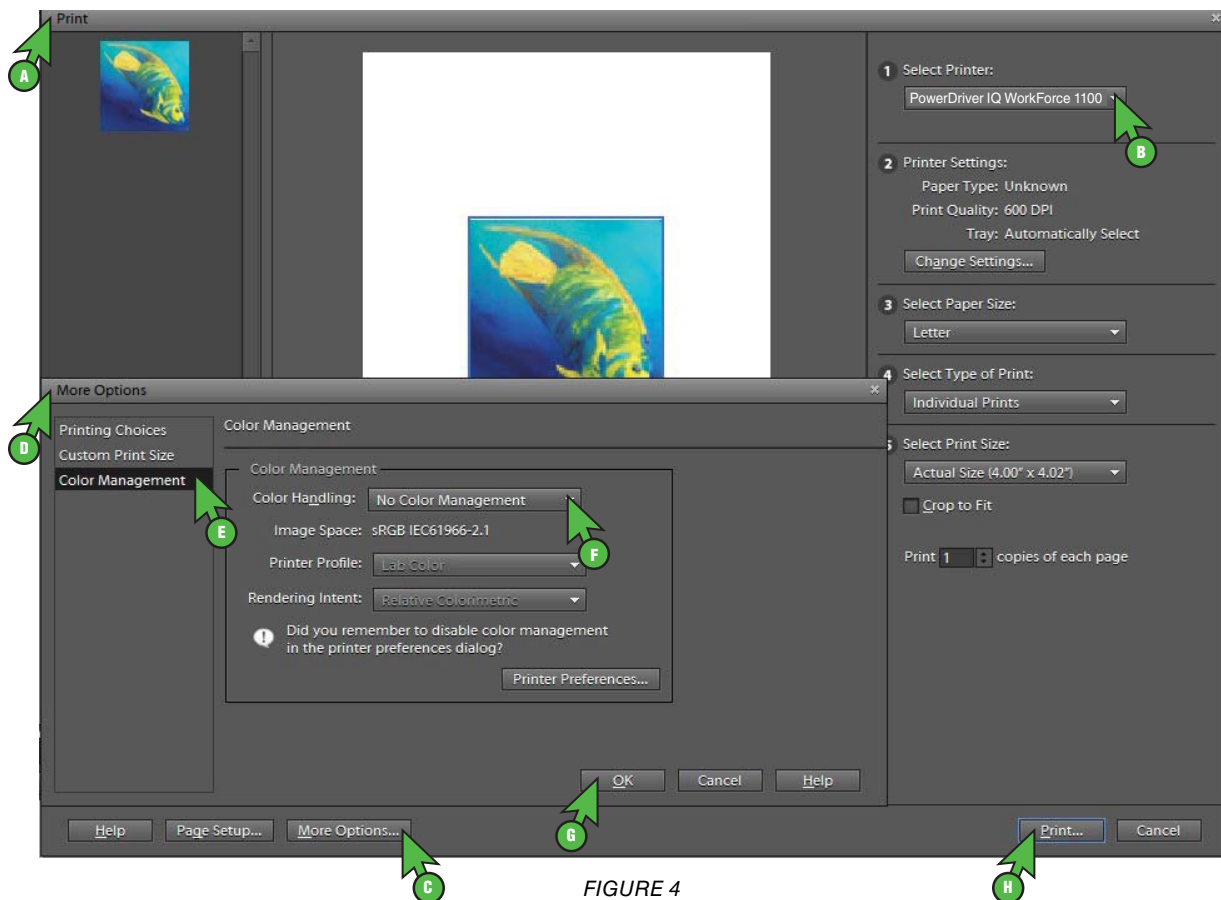 Print
A
1 Select Printer:
PowerDriver IQ WorkForce 1100
B
2 Printer Settings:
Paper Type: Unknown
Print Quality: 600 DPI
Tray: Automatically Select
Change Settings...
3 Select Paper Size:
Letter
4 Select Type of Print:
Individual Prints
5 Select Print Size:
Actual Size (4.00" x 4.02")
Crop to Fit
Print 1 copies of each page
More Options
D
Printing Choices
Custom Print Size
Color Management
E
Color Management
Color Management
Color Handling: No Color Management
F
Image Space: sRGB IEC61966-2.1
Printer Profile: Lab Color
Rendering Intent: Relative Colorimetric
Did you remember to disable color management
in the printer preferences dialog?
Printer Preferences...
OK Cancel Help
G
Help Page Setup... More Options... Print... Cancel
C
H
FIGURE 4